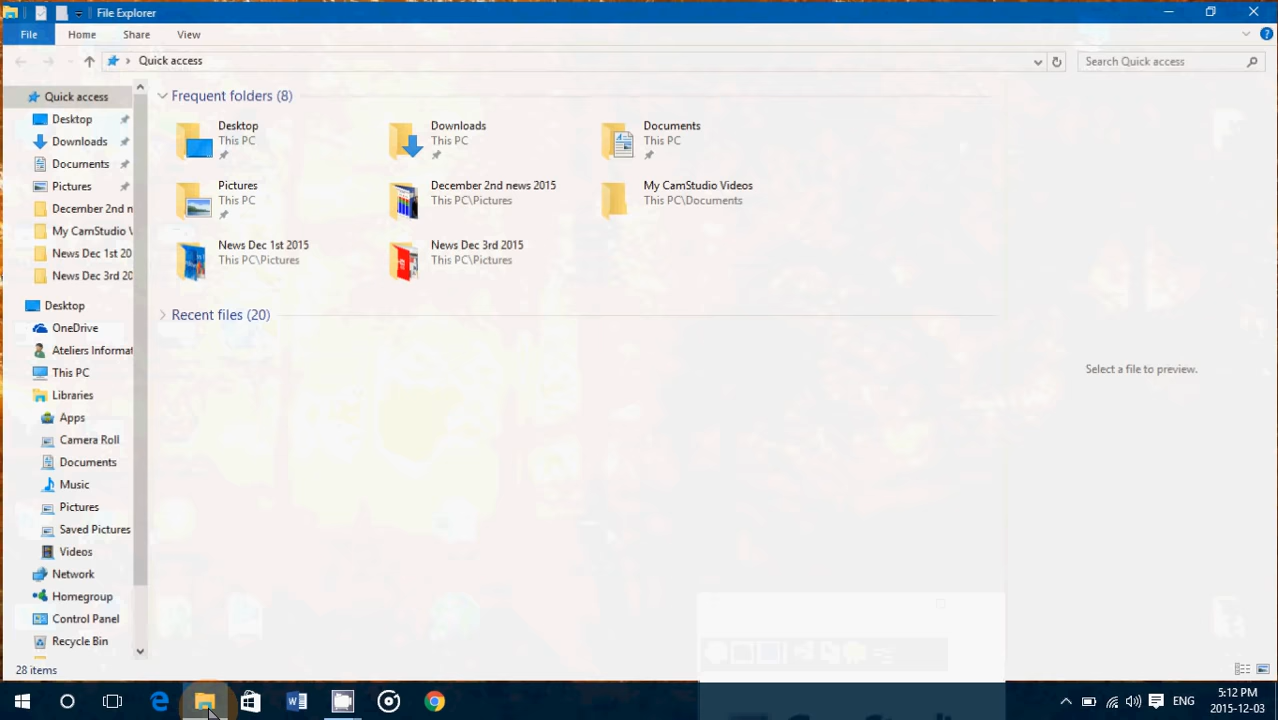 File Explorer
File
Home
Share
View
Quick access
Search Quick access
Quick access
Desktop
Downloads
Documents
Pictures
December 2nd n
My CamStudio V
News Dec 1st 20
News Dec 3rd 20
Desktop
OneDrive
Ateliers Informat
This PC
Libraries
Apps
Camera Roll
Documents
Music
Pictures
Saved Pictures
Videos
Network
Homegroup
Control Panel
Recycle Bin
Frequent folders (8)
Desktop
This PC
Downloads
This PC
Documents
This PC
Pictures
This PC
December 2nd news 2015
This PC\Pictures
My CamStudio Videos
This PC\Documents
News Dec 1st 2015
This PC\Pictures
News Dec 3rd 2015
This PC\Pictures
Recent files (20)
Select a file to preview.
28 items
ENG
5:12 PM
2015-12-03